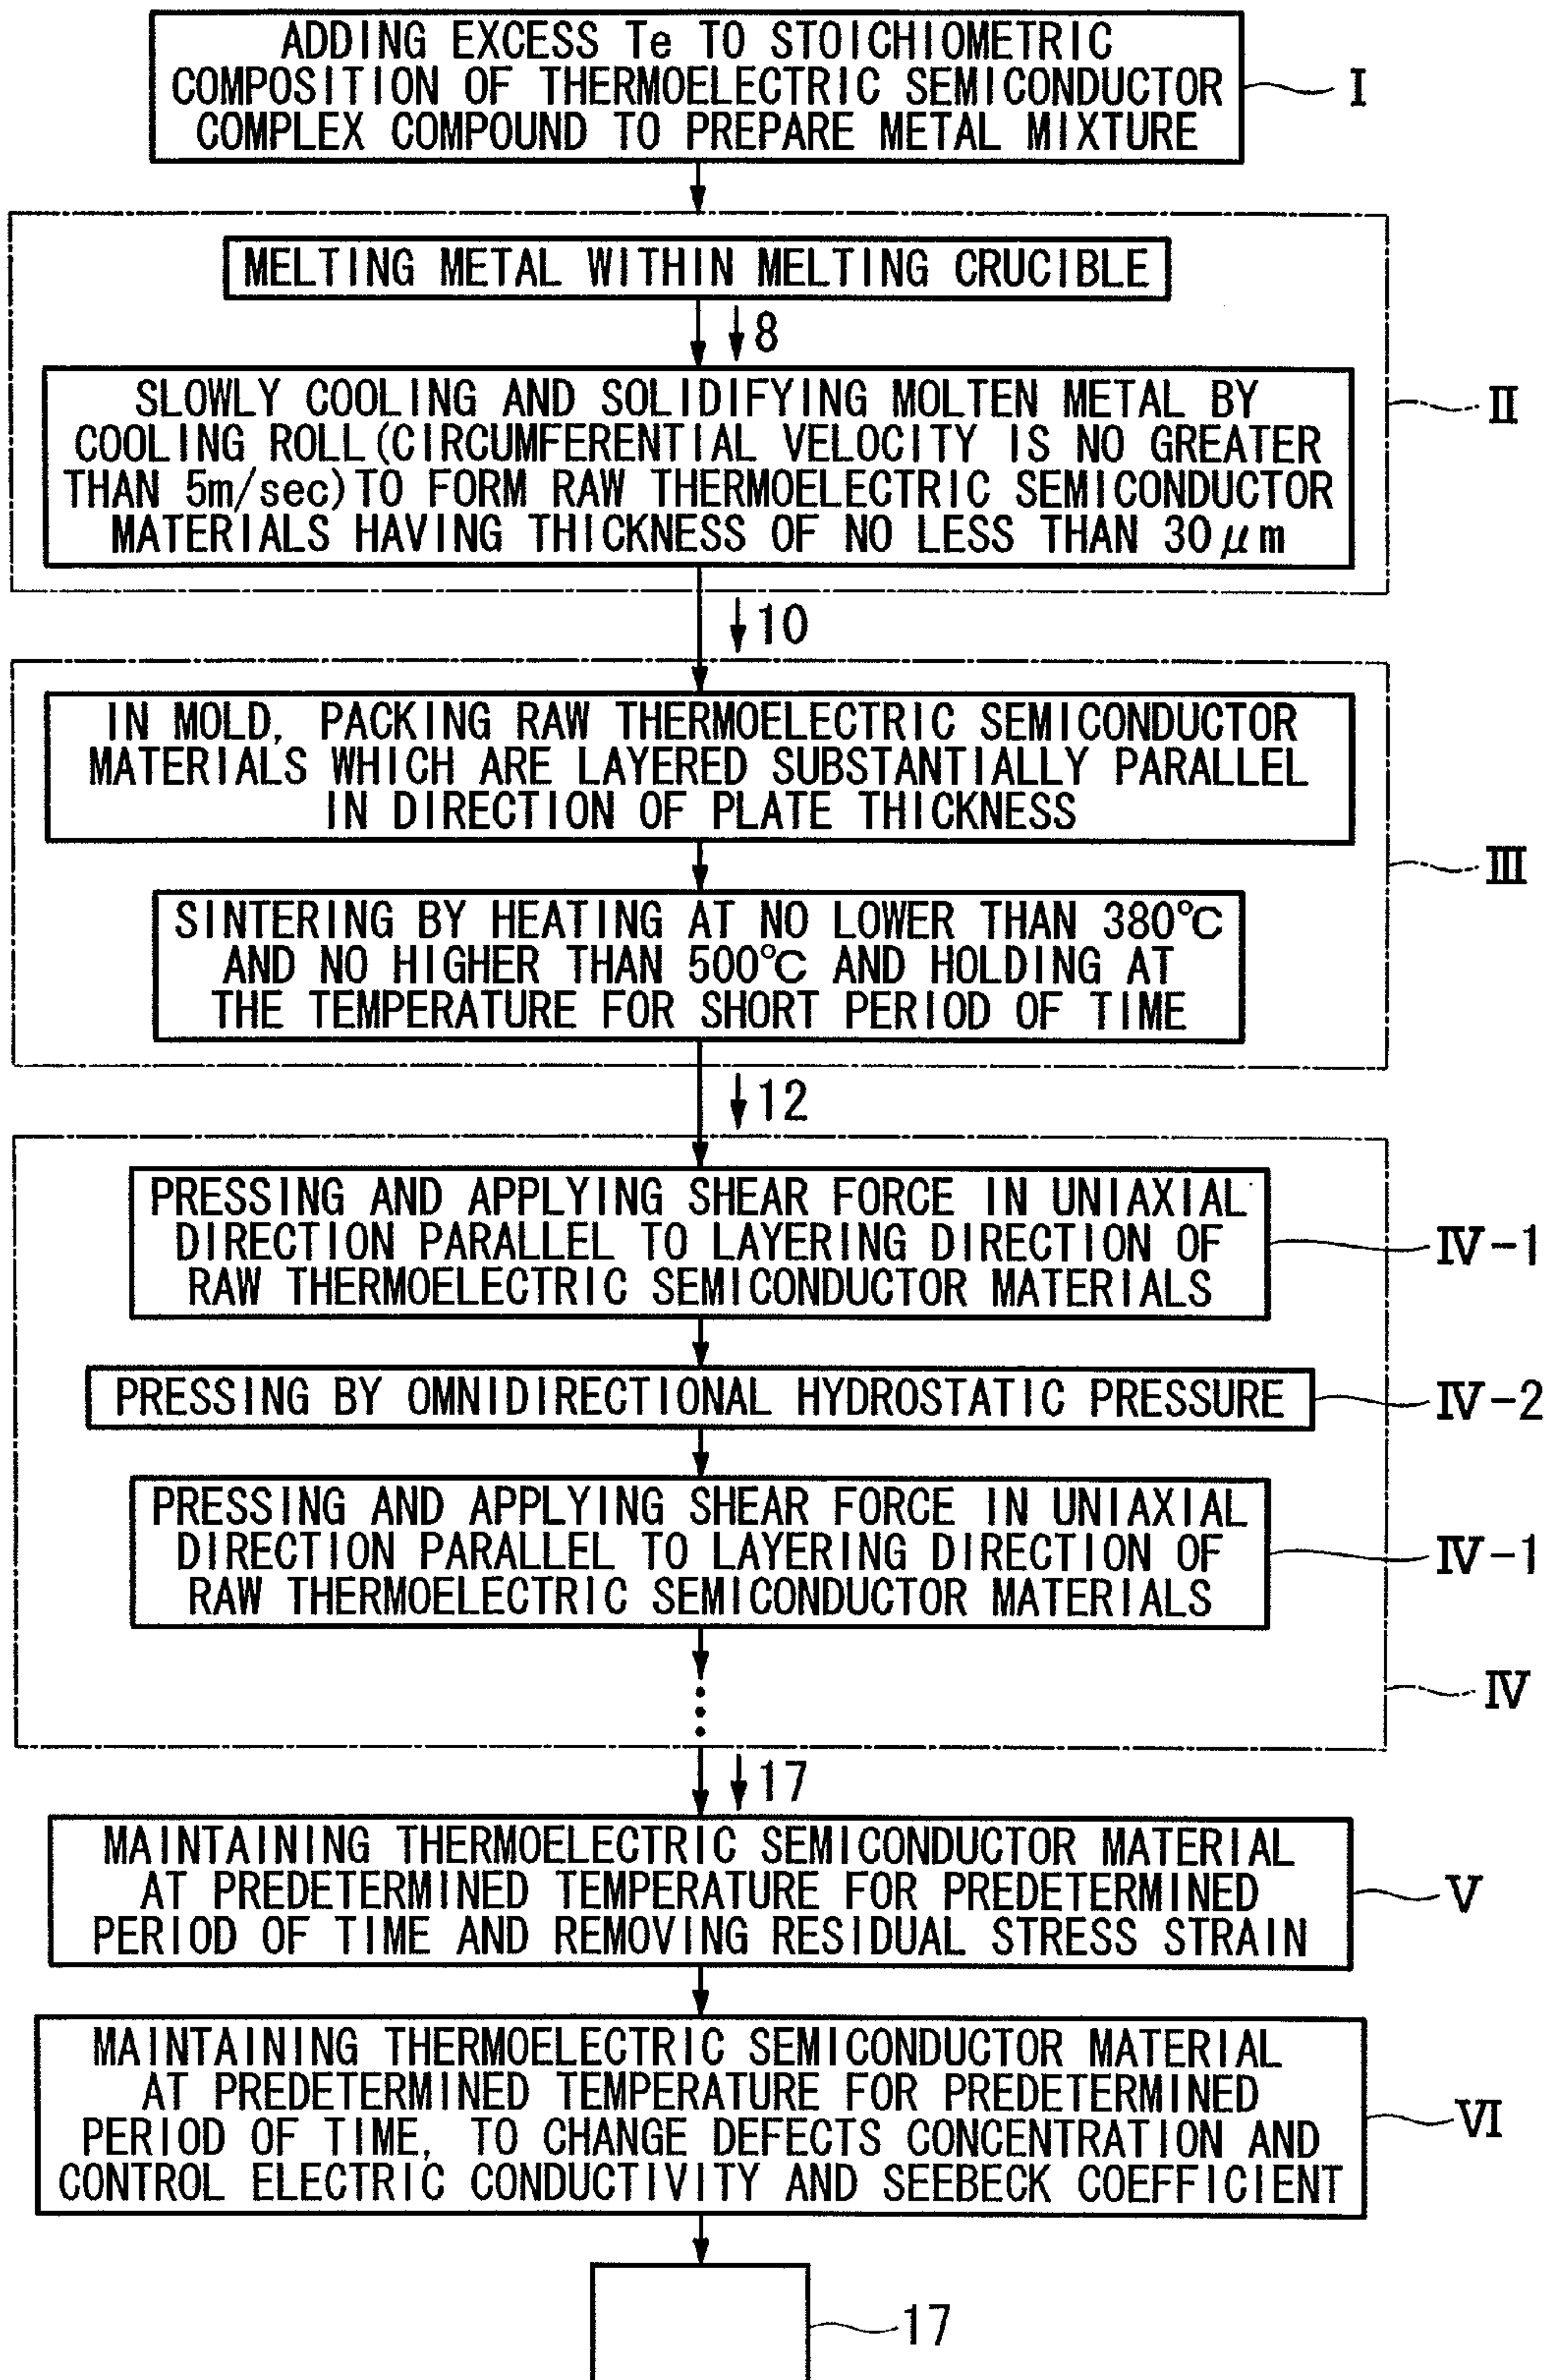 ADDING EXCESS Te TO STOICHIOMETRIC
COMPOSITION OF THERMOELECTRIC SEMICONDUCTOR
COMPLEX COMPOUND TO PREPARE METAL MIXTURE
I
MELTING METAL WITHIN MELTING CRUCIBLE
8
SLOWLY COOLING AND SOLIDIFYING MOLTEN METAL BY
COOLING ROLL(CIRCUMFERENTIAL VELOCITY IS NO GREATER
THAN 5m/sec)TO FORM RAW THERMOELECTRIC SEMICONDUCTOR
MATERIALS HAVING THICKNESS OF NO LESS THAN 30μm
II
10
IN MOLD, PACKING RAW THERMOELECTRIC SEMICONDUCTOR
MATERIALS WHICH ARE LAYERED SUBSTANTIALLY PARALLEL
IN DIRECTION OF PLATE THICKNESS
III
SINTERING BY HEATING AT NO LOWER THAN 380℃
AND NO HIGHER THAN 500℃ AND HOLDING AT
THE TEMPERATURE FOR SHORT PERIOD OF TIME
12
PRESSING AND APPLYING SHEAR FORCE IN UNIAXIAL
DIRECTION PARALLEL TO LAYERING DIRECTION OF
RAW THERMOELECTRIC SEMICONDUCTOR MATERIALS
IV-1
PRESSING BY OMNIDIRECTIONAL HYDROSTATIC PRESSURE
IV-2
PRESSING AND APPLYING SHEAR FORCE IN UNIAXIAL
DIRECTION PARALLEL TO LAYERING DIRECTION OF
RAW THERMOELECTRIC SEMICONDUCTOR MATERIALS
IV-1
IV
17
MAINTAINING THERMOELECTRIC SEMICONDUCTOR MATERIAL
AT PREDETERMINED TEMPERATURE FOR PREDETERMINED
PERIOD OF TIME AND REMOVING RESIDUAL STRESS STRAIN
V
MAINTAINING THERMOELECTRIC SEMICONDUCTOR MATERIAL
AT PREDETERMINED TEMPERATURE FOR PREDETERMINED
PERIOD OF TIME, TO CHANGE DEFECTS CONCENTRATION AND
CONTROL ELECTRIC CONDUCTIVITY AND SEEBECK COEFFICIENT
VI
17